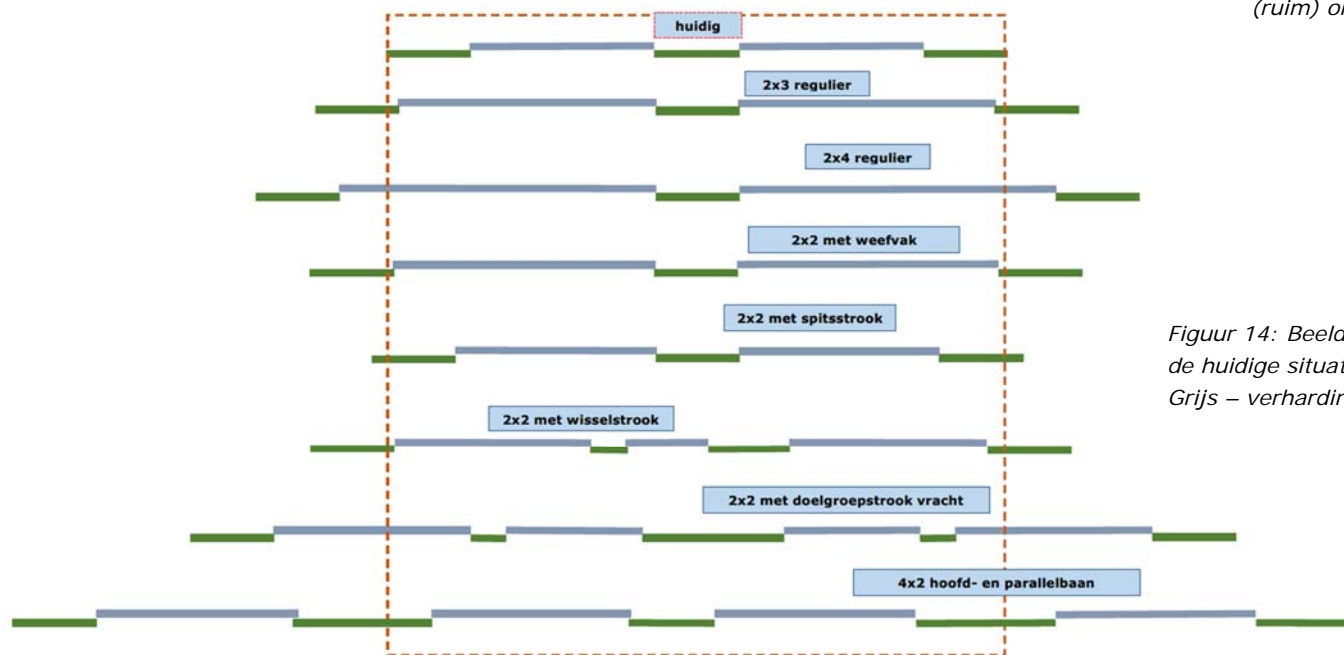 (ruim) o
huidig
2x3 regulier
2x4 regulier
2x2 met weefvak
2x2 met spitsstrook
Figuur 14: Beeld
de huidige situat
Grijs – verhardin
2x2 met wisselstrook
2x2 met doelgroepstrook vracht
4x2 hoofd- en parallelbaan